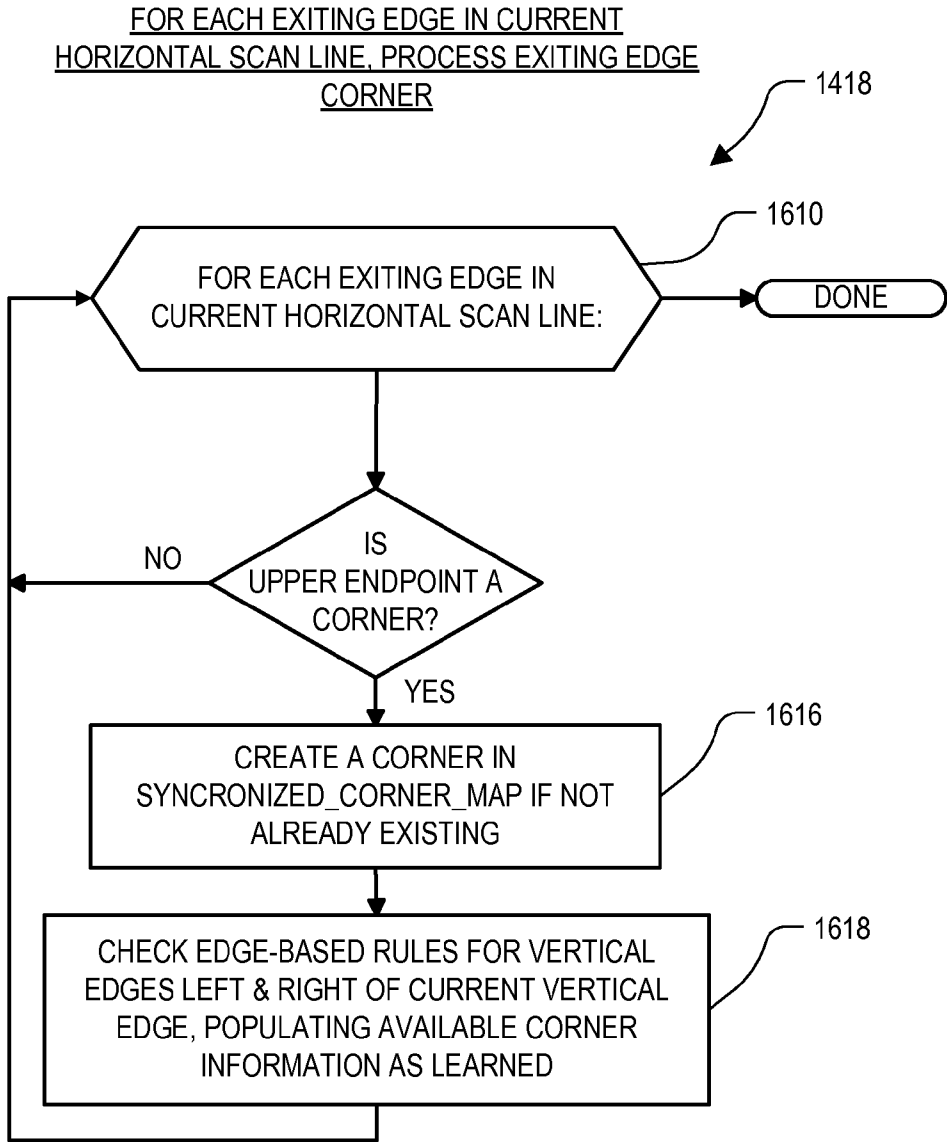 FOR EACH EXITING EDGE IN CURRENT
HORIZONTAL SCAN LINE, PROCESS EXITING EDGE
CORNER
1418
1610
FOR EACH EXITING EDGE IN
CURRENT HORIZONTAL SCAN LINE:
DONE
IS
UPPER ENDPOINT A
CORNER?
NO
YES
1616
CREATE A CORNER IN
SYNCRONIZED_CORNER_MAP IF NOT
ALREADY EXISTING
1618
CHECK EDGE-BASED RULES FOR VERTICAL
EDGES LEFT & RIGHT OF CURRENT VERTICAL
EDGE, POPULATING AVAILABLE CORNER
INFORMATION AS LEARNED